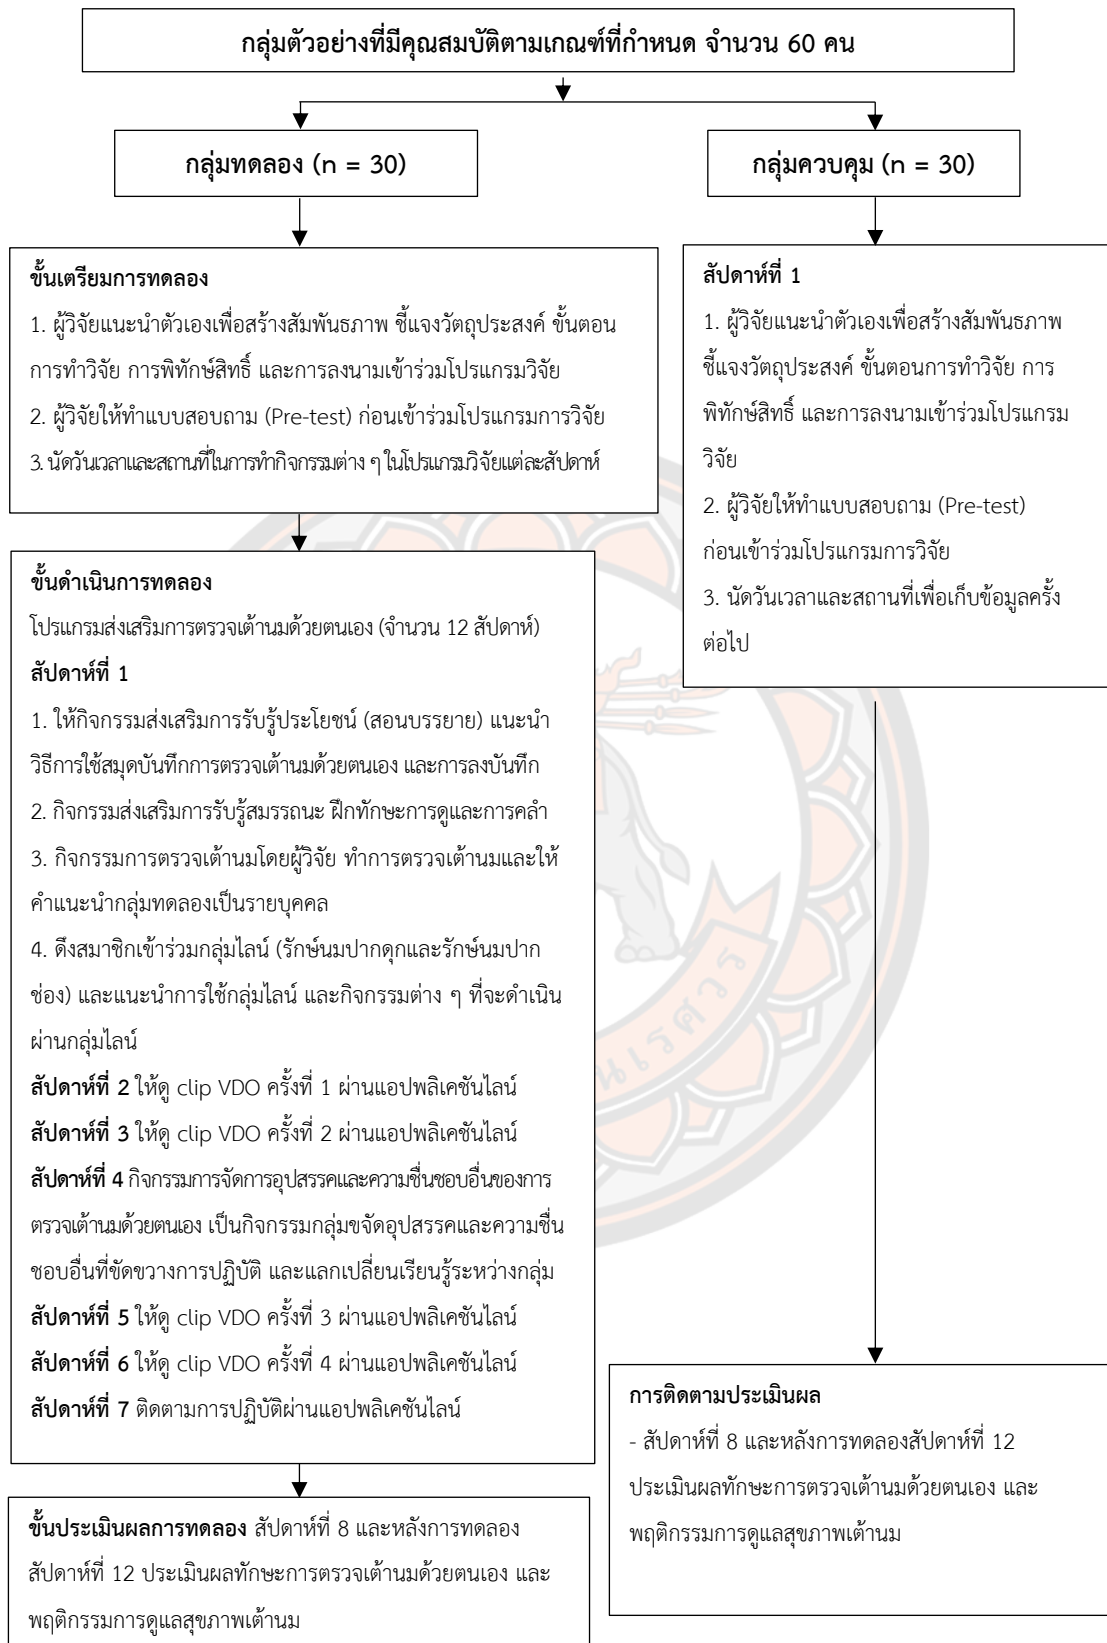 กลุ่มตัวอย่างที่มีคุณสมบัติตามเกณฑ์ที่กำหนด จำนวน 60 คน
กลุ่มทดลอง (n = 30)
กลุ่มควบคุม (n = 30)
ขั้นเตรียมการทดลอง
1. ผู้วิจัยแนะนำตัวเองเพื่อสร้างสัมพันธภาพ ชี้แจงวัตถุประสงค์ ขั้นตอน
การทำวิจัย การพิทักษ์สิทธิ์ และการลงนามเข้าร่วมโปรแกรมวิจัย
2. ผู้วิจัยให้ทำแบบสอบถาม (Pre-test) ก่อนเข้าร่วมโปรแกรมการวิจัย
3. นัดวันเวลาและสถานที่ในการทำกิจกรรมต่าง ๆ ในโปรแกรมวิจัยแต่ละสัปดาห์
สัปดาห์ที่ 1
1. ผู้วิจัยแนะนำตัวเองเพื่อสร้างสัมพันธภาพ
ชี้แจงวัตถุประสงค์ ขั้นตอนการทำวิจัย การ
พิทักษ์สิทธิ์ และการลงนามเข้าร่วมโปรแกรม
วิจัย
2. ผู้วิจัยให้ทำแบบสอบถาม (Pre-test)
ก่อนเข้าร่วมโปรแกรมการวิจัย
3. นัดวันเวลาและสถานที่เพื่อเก็บข้อมูลครั้ง
ต่อไป
ขั้นดำเนินการทดลอง
โปรแกรมส่งเสริมการตรวจเต้านมด้วยตนเอง (จำนวน 12 สัปดาห์)
สัปดาห์ที่ 1
1. ให้กิจกรรมส่งเสริมการรับรู้ประโยชน์ (สอนบรรยาย) แนะนำ
วิธีการใช้สมุดบันทึกการตรวจเต้านมด้วยตนเอง และการลงบันทึก
2. กิจกรรมส่งเสริมการรับรู้สมรรถนะ ฝึกทักษะการดูและการคลำ
3. กิจกรรมการตรวจเต้านมโดยผู้วิจัย ทำการตรวจเต้านมและให้
คำแนะนำกลุ่มทดลองเป็นรายบุคคล
4. ดึงสมาชิกเข้าร่วมกลุ่มไลน์ (รักษ์นมปากดุกและรักษ์นมปาก
ช่อง) และแนะนำการใช้กลุ่มไลน์ และกิจกรรมต่าง ๆ ที่จะดำเนิน
ผ่านกลุ่มไลน์
สัปดาห์ที่ 2 ให้ดู clip VDO ครั้งที่ 1 ผ่านแอปพลิเคชันไลน์
สัปดาห์ที่ 3 ให้ดู clip VDO ครั้งที่ 2 ผ่านแอปพลิเคชันไลน์
สัปดาห์ที่ 4 กิจกรรมการจัดการอุปสรรคและความชื่นชอบอื่นของการ
ตรวจเต้านมด้วยตนเอง เป็นกิจกรรมกลุ่มขจัดอุปสรรคและความชื่น
ชอบอื่นที่ขัดขวางการปฏิบัติ และแลกเปลี่ยนเรียนรู้ระหว่างกลุ่ม
สัปดาห์ที่ 5 ให้ดู clip VDO ครั้งที่ 3 ผ่านแอปพลิเคชันไลน์
สัปดาห์ที่ 6 ให้ดู clip VDO ครั้งที่ 4 ผ่านแอปพลิเคชันไลน์
สัปดาห์ที่ 7 ติดตามการปฏิบัติผ่านแอปพลิเคชันไลน์
การติดตามประเมินผล
- สัปดาห์ที่ 8 และหลังการทดลองสัปดาห์ที่ 12
ประเมินผลทักษะการตรวจเต้านมด้วยตนเอง และ
พฤติกรรมการดูแลสุขภาพเต้านม
ขั้นประเมินผลการทดลอง สัปดาห์ที่ 8 และหลังการทดลอง
สัปดาห์ที่ 12 ประเมินผลทักษะการตรวจเต้านมด้วยตนเอง และ
พฤติกรรมการดูแลสุขภาพเต้านม